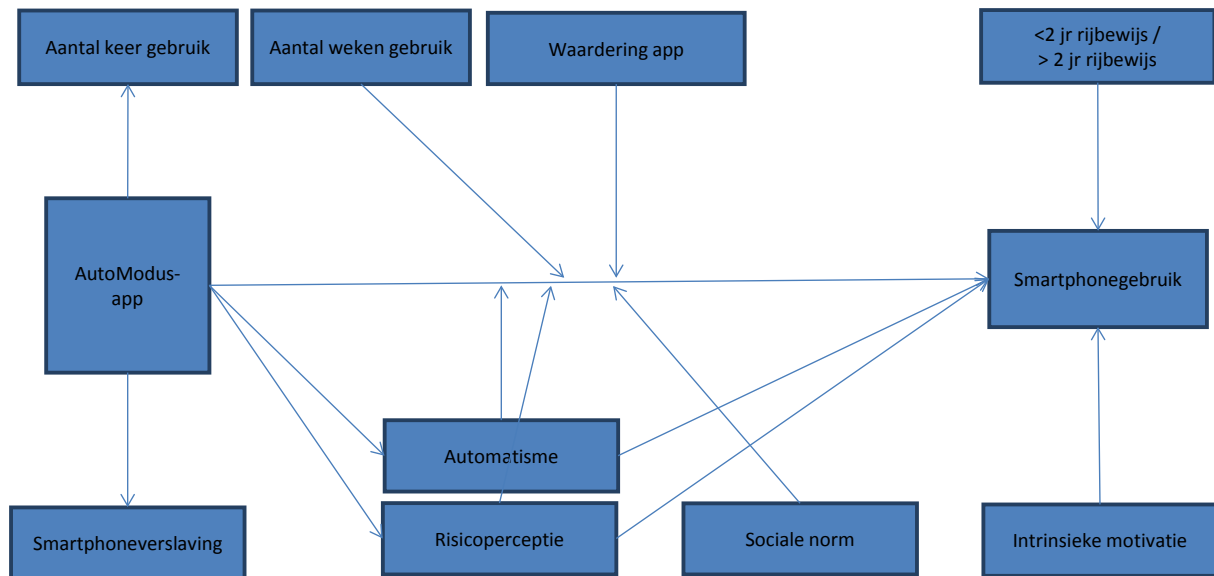 Aantal keer gebruik
Aantal weken gebruik
Waardering app
<2 jr rijbewijs /
> 2 jr rijbewijs
AutoModus-
app
Smartphonegebruik
Automatisme
Smartphoneverslaving
Risicoperceptie
Sociale norm
Intrinsieke motivatie